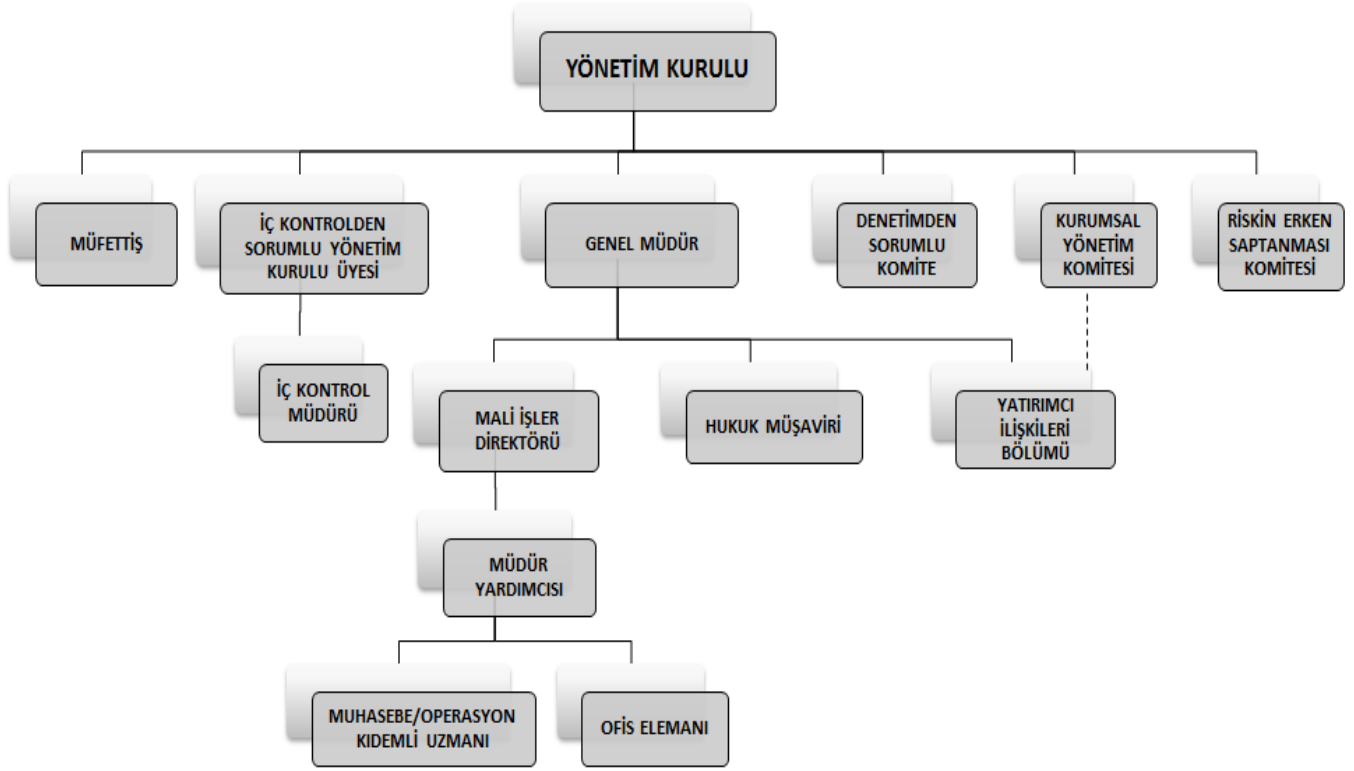 YÖNETİM KURULU
MÜFETTİŞ
İÇ KONTROLDEN
SORUMLU YÖNETİM
KURULU ÜYESİ
GENEL MÜDÜR
DENETİMDEN
SORUMLU
KOMİTE
KURUMSAL
YÖNETİM
KOMİTESİ
RİSKİN ERKEN
SAPTANMASI
KOMİTESİ
İÇ KONTROL
MÜDÜRÜ
MALİ İŞLER
DİREKTÖRÜ
HUKUK MÜŞAVİRİ
YATIRIMCI
İLİŞKİLERİ
BÖLÜMÜ
MÜDÜR
YARDIMCISI
MUHASEBE/OPERASYON
KIDEMLİ UZMANI
OFİS ELEMANI